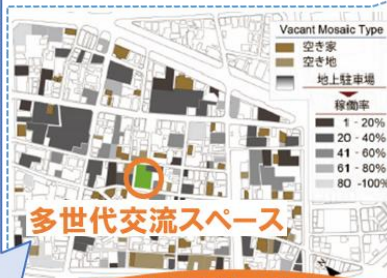 Vacant Mosaic Type
空き家
空き地
地上駐車場
稼働率
1 - 20%
20 - 40%
41 - 60%
61 - 80%
80 -100%
多世代交流スペース